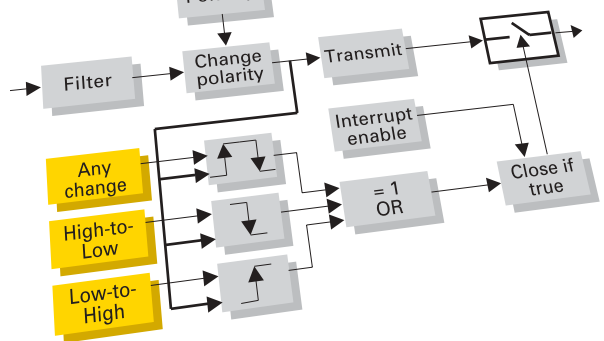 Filter
Change
polarity
Transmit
Interrupt
enable
Any
change
High-to-
Low
Low-to-
High
= 1
OR
Close if
true